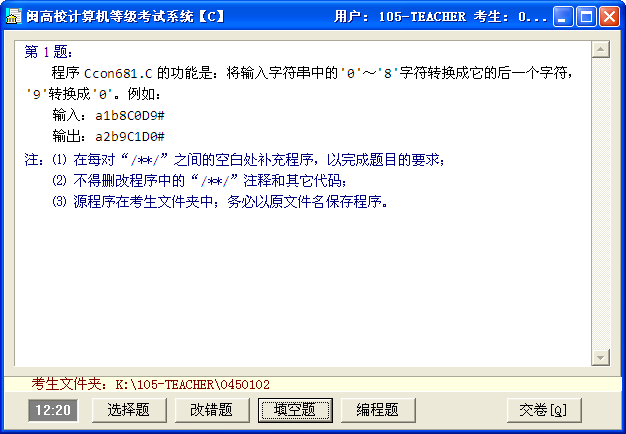 闽高校计算机等级考试系统【C】 用户: 105-TEACHER 考生: 0...
第 1 题:
程序 Ccon681.C 的功能是: 将输入字符串中的'0'～'8'字符转换成它的后一个字符,
'9'转换成'0'。例如:
输入: a1b8C0D9#
输出: a2b9C1D0#
注: ⑴ 在每对“/**/”之间的空白处补充程序, 以完成题目的要求;
⑵ 不得删改程序中的“/**/”注释和其它代码;
⑶ 源程序在考生文件夹中; 务必以原文件名保存程序。
考生文件夹: K:\105-TEACHER\0450102
12:20 选择题 改错题 填空题 编程题 交卷[Q]